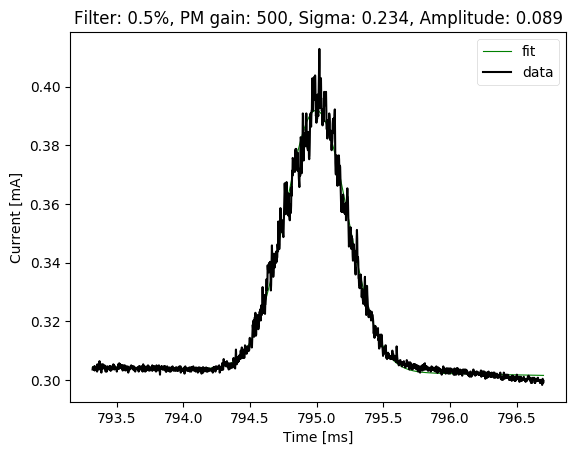 Filter: 0.5%, PM gain: 500, Sigma: 0.234, Amplitude: 0.089
fit
data
0.40
0.38
0.36
0.34
0.32
0.30
Current [mA]
793.5 794.0 794.5 795.0 795.5 796.0 796.5
Time [ms]